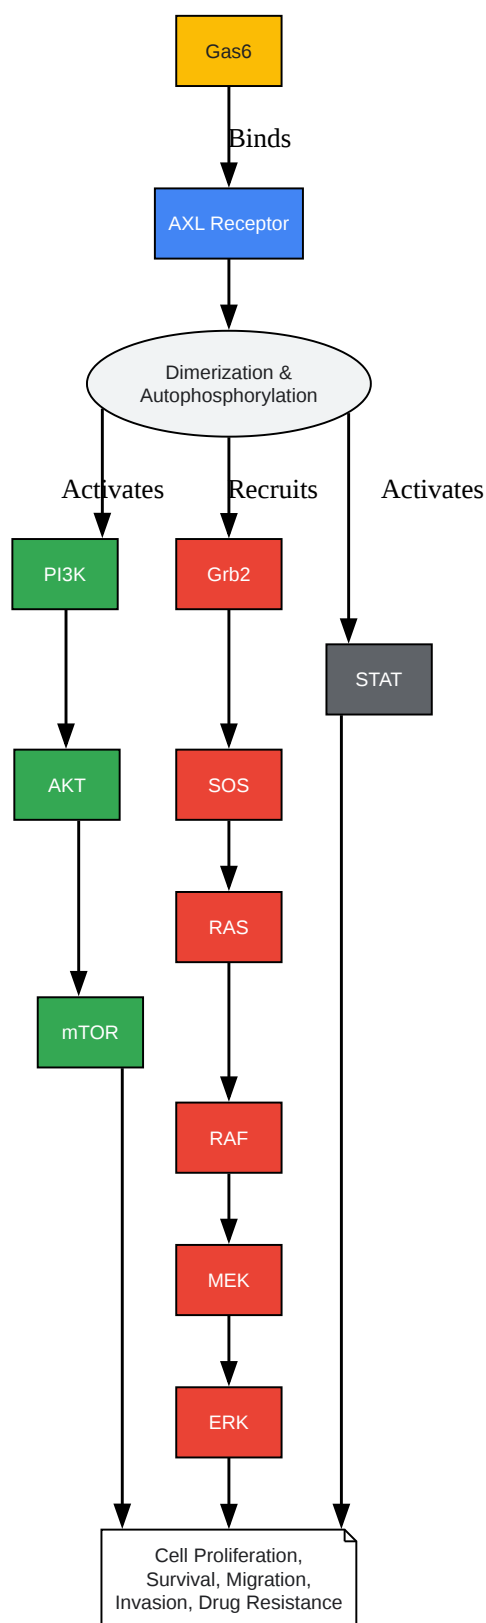 Gas6
Binds
AXL Receptor
Dimerization &
Autophosphorylation
Activates
Recruits
Activates
PI3K
Grb2
STAT
AKT
SOS
RAS
mTOR
RAF
MEK
ERK
Cell Proliferation,
Survival, Migration,
Invasion, Drug Resistance